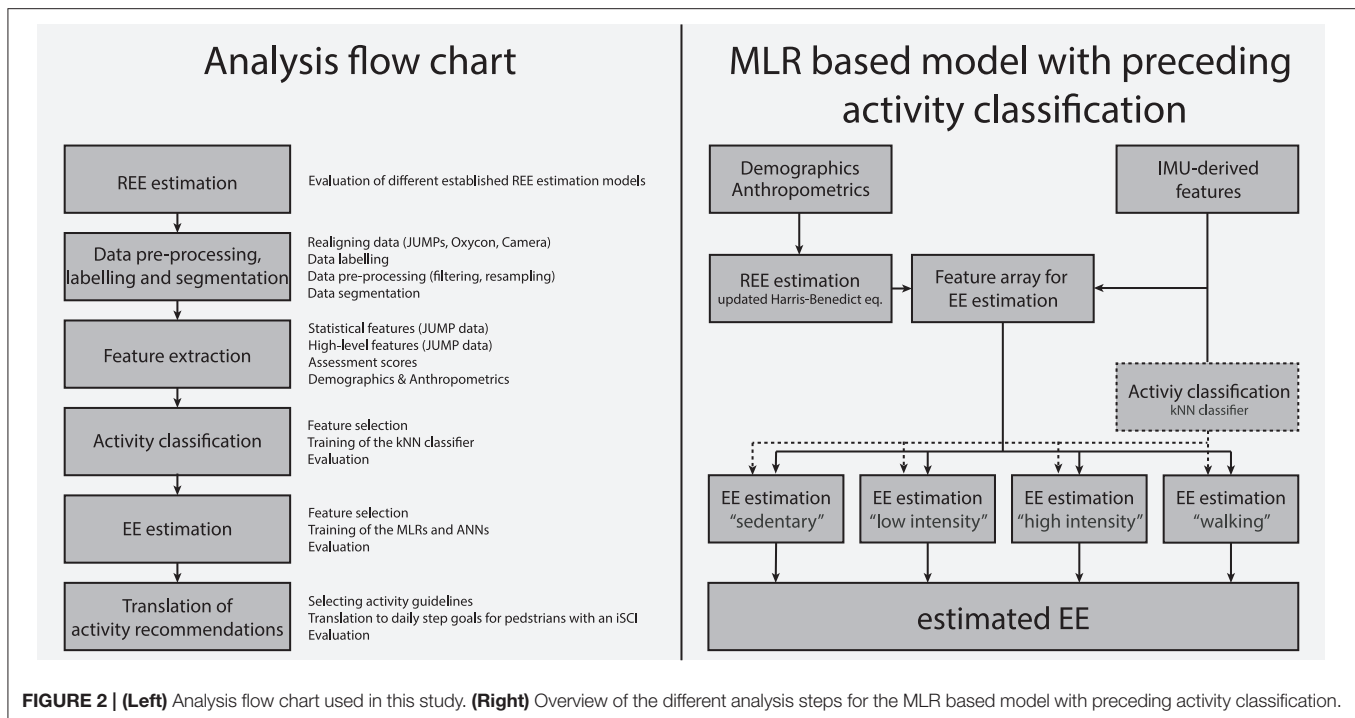 Analysis flow chart
REE estimation
Evaluation of different established REE estimation models
Data pre-processing,
labelling and segmentation
Realigning data (JUMPs, Oxycon, Camera)
Data labelling
Data pre-processing (filtering, resampling)
Data segmentation
Feature extraction
Statistical features (JUMP data)
High-level features (JUMP data)
Assessment scores
Demographics & Anthropometrics
Activity classification
Feature selection
Training of the kNN classifier
Evaluation
EE estimation
Feature selection
Training of the MLRs and ANNs
Evaluation
Translation of
activity recommendations
Selecting activity guidelines
Translation to daily step goals for pedstrians with an iSCI
Evaluation
MLR based model with preceding
activity classification
Demographics
Anthropometrics
IMU-derived
features
REE estimation
updated Harris-Benedict eq.
Feature array for
EE estimation
Activiy classification
kNN classifier
EE estimation
"sedentary"
EE estimation
"low intensity"
EE estimation
"high intensity"
EE estimation
"walking"
estimated EE
FIGURE 2 | (Left) Analysis flow chart used in this study. (Right) Overview of the different analysis steps for the MLR based model with preceding activity classification.